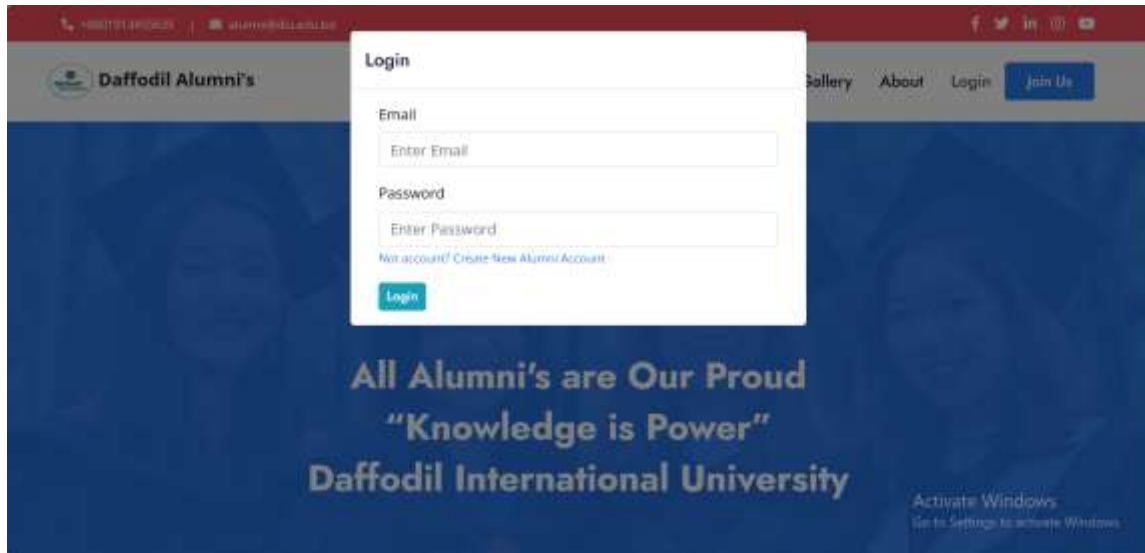 Login
Daffodil Alumni's
Gallery About Login Join Us
Email
Enter Email
Password
Enter Password
Not account? Create New Alumni Account
Login
All Alumni's are Our Proud
“Knowledge is Power”
Daffodil International University
Activate Windows
Go to Settings to activate Windows.